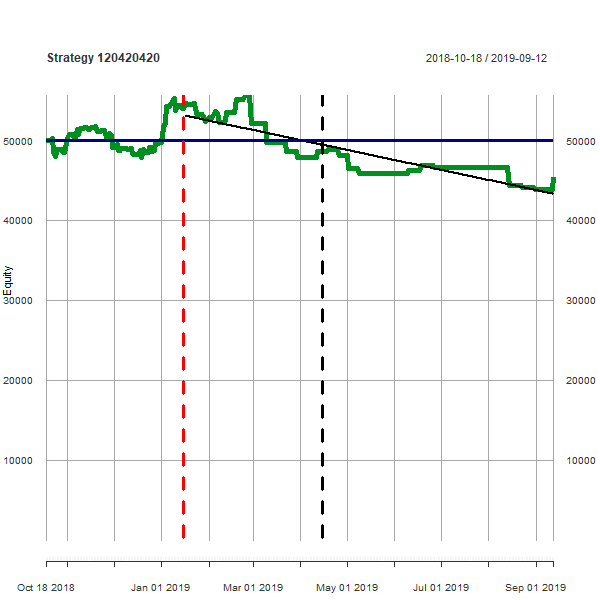 Strategy 120420420
2018-10-18 / 2019-09-12
50000
50000
40000
40000
Equity
30000
30000
20000
20000
10000
10000
Oct 18 2018
Jan 01 2019
Mar 01 2019
May 01 2019
Jul 01 2019
Sep 01 2019